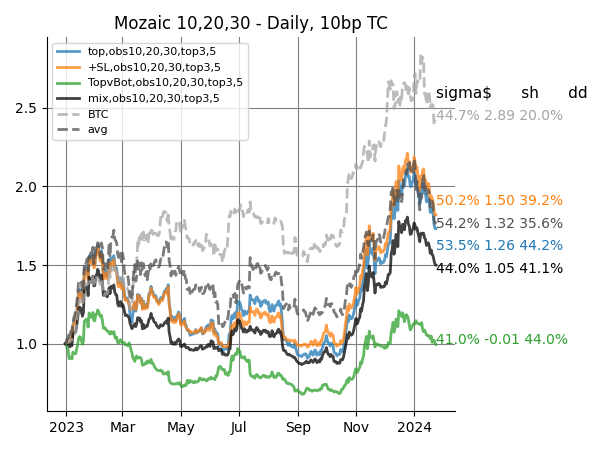 Mozaic 10,20,30 - Daily, 10bp TC
top,obs10,20,30,top3,5
+SL,obs10,20,30,top3,5
TopvBot,obs10,20,30,top3,5
mix,obs10,20,30,top3,5
BTC
avg
sigma$ sh dd
44.7% 2.89 20.0%
50.2% 1.50 39.2%
54.2% 1.32 35.6%
53.5% 1.26 44.2%
44.0% 1.05 41.1%
41.0% -0.01 44.0%
2.5
2.0
1.5
1.0
2023 Mar May Jul Sep Nov 2024